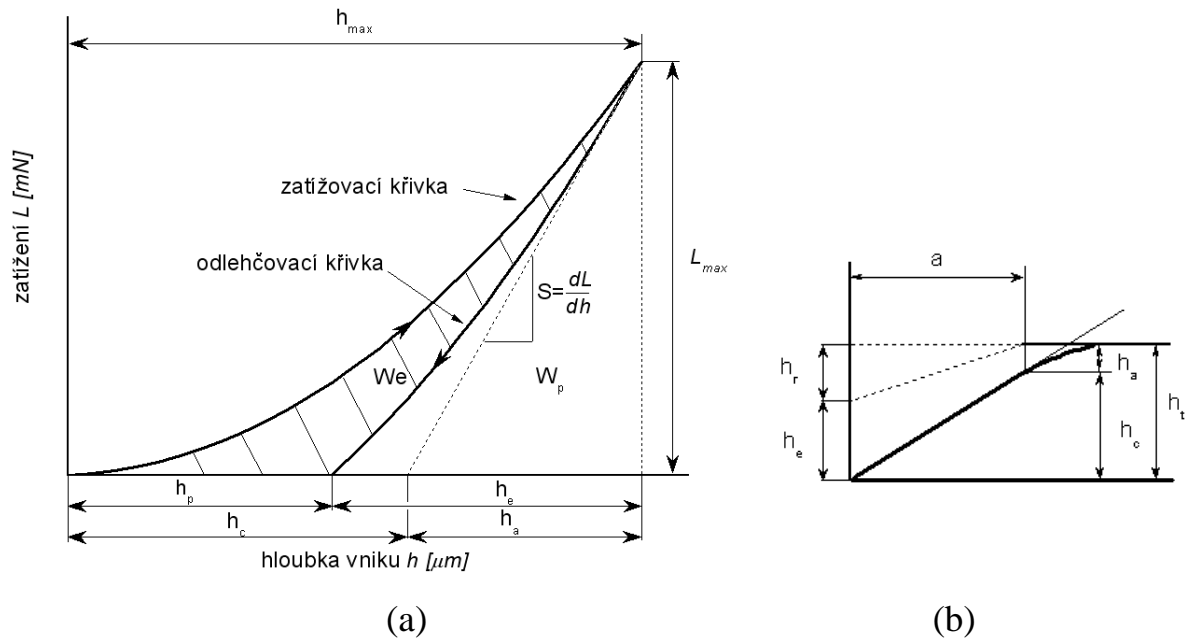 h_max
zatížení L [mN]
zatížovací křivka
odlehčovací křivka
S=dL/dh
L_max
We
W_p
h_p
h_e
h_c
h_a
hloubka vniku h [μm]
(a)
a
h_r
h_a
h_t
h_e
h_c
(b)